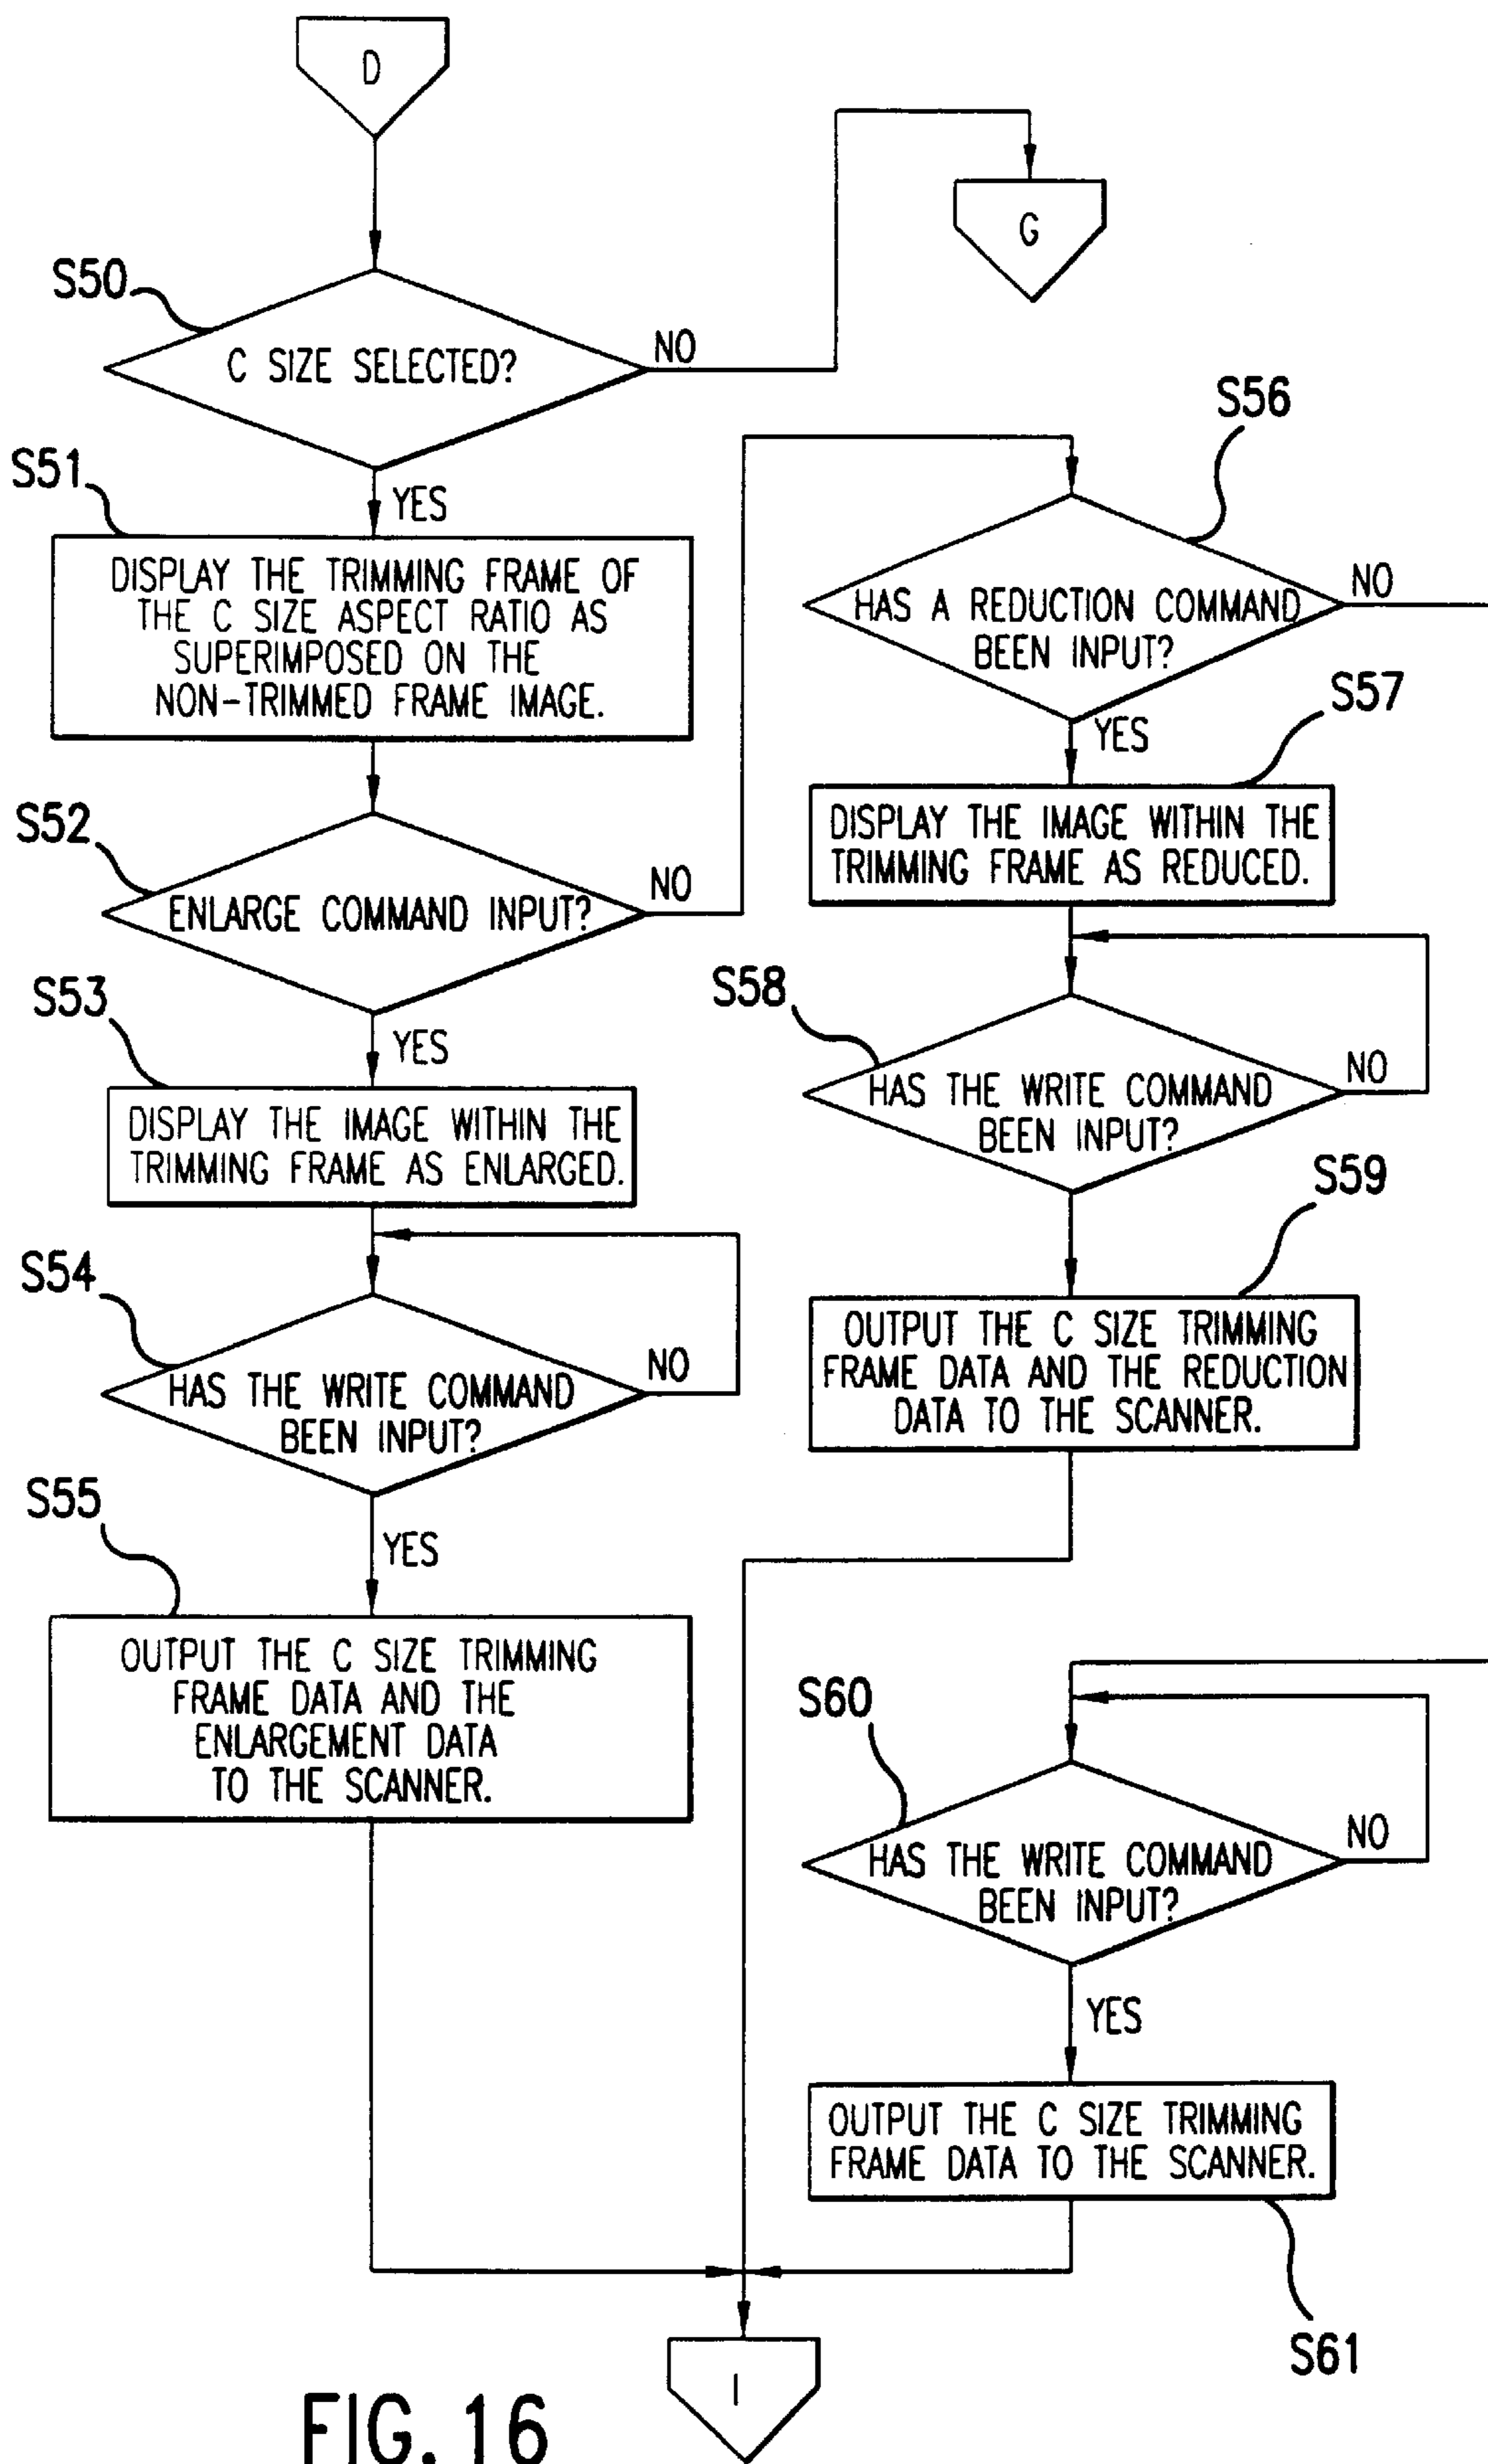 D
G
S50
C SIZE SELECTED?
NO
S51
YES
DISPLAY THE TRIMMING FRAME OF
THE C SIZE ASPECT RATIO AS
SUPERIMPOSED ON THE
NON-TRIMMED FRAME IMAGE.
S52
ENLARGE COMMAND INPUT?
NO
S53
YES
DISPLAY THE IMAGE WITHIN THE
TRIMMING FRAME AS ENLARGED.
S54
HAS THE WRITE COMMAND
BEEN INPUT?
NO
S55
YES
OUTPUT THE C SIZE TRIMMING
FRAME DATA AND THE
ENLARGEMENT DATA
TO THE SCANNER.
S56
HAS A REDUCTION COMMAND
BEEN INPUT?
NO
S57
YES
DISPLAY THE IMAGE WITHIN THE
TRIMMING FRAME AS REDUCED.
S58
HAS THE WRITE COMMAND
BEEN INPUT?
NO
S59
OUTPUT THE C SIZE TRIMMING
FRAME DATA AND THE REDUCTION
DATA TO THE SCANNER.
S60
HAS THE WRITE COMMAND
BEEN INPUT?
NO
YES
OUTPUT THE C SIZE TRIMMING
FRAME DATA TO THE SCANNER.
S61
I
FIG. 16